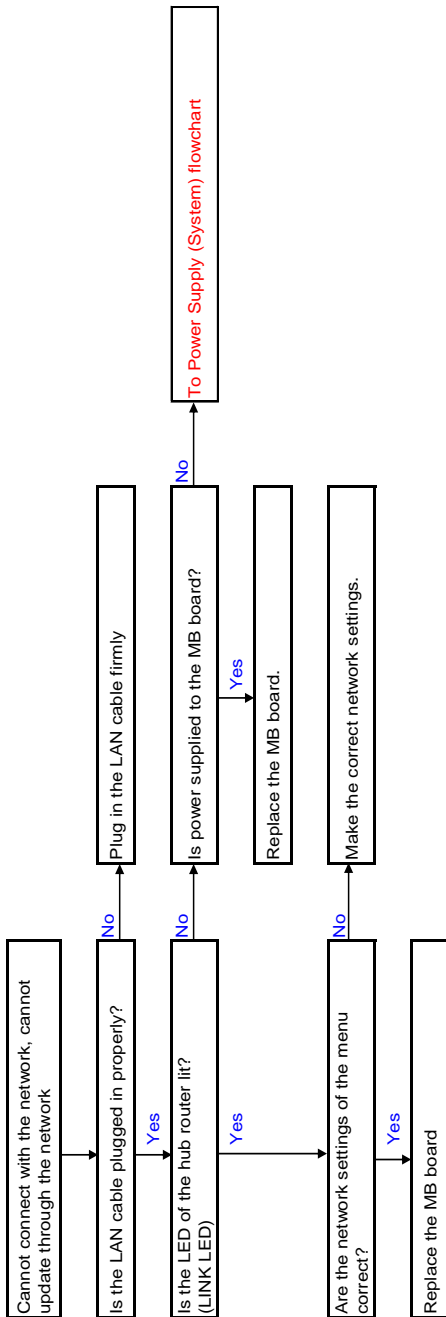 Cannot connect with the network, cannot
update through the network
Is the LAN cable plugged in properly?
No
Plug in the LAN cable firmly
Yes
Is the LED of the hub router lit?
(LINK LED)
No
Is power supplied to the MB board?
No
To Power Supply (System) flowchart
Yes
Replace the MB board.
Yes
Are the network settings of the menu
correct?
No
Make the correct network settings.
Yes
Replace the MB board